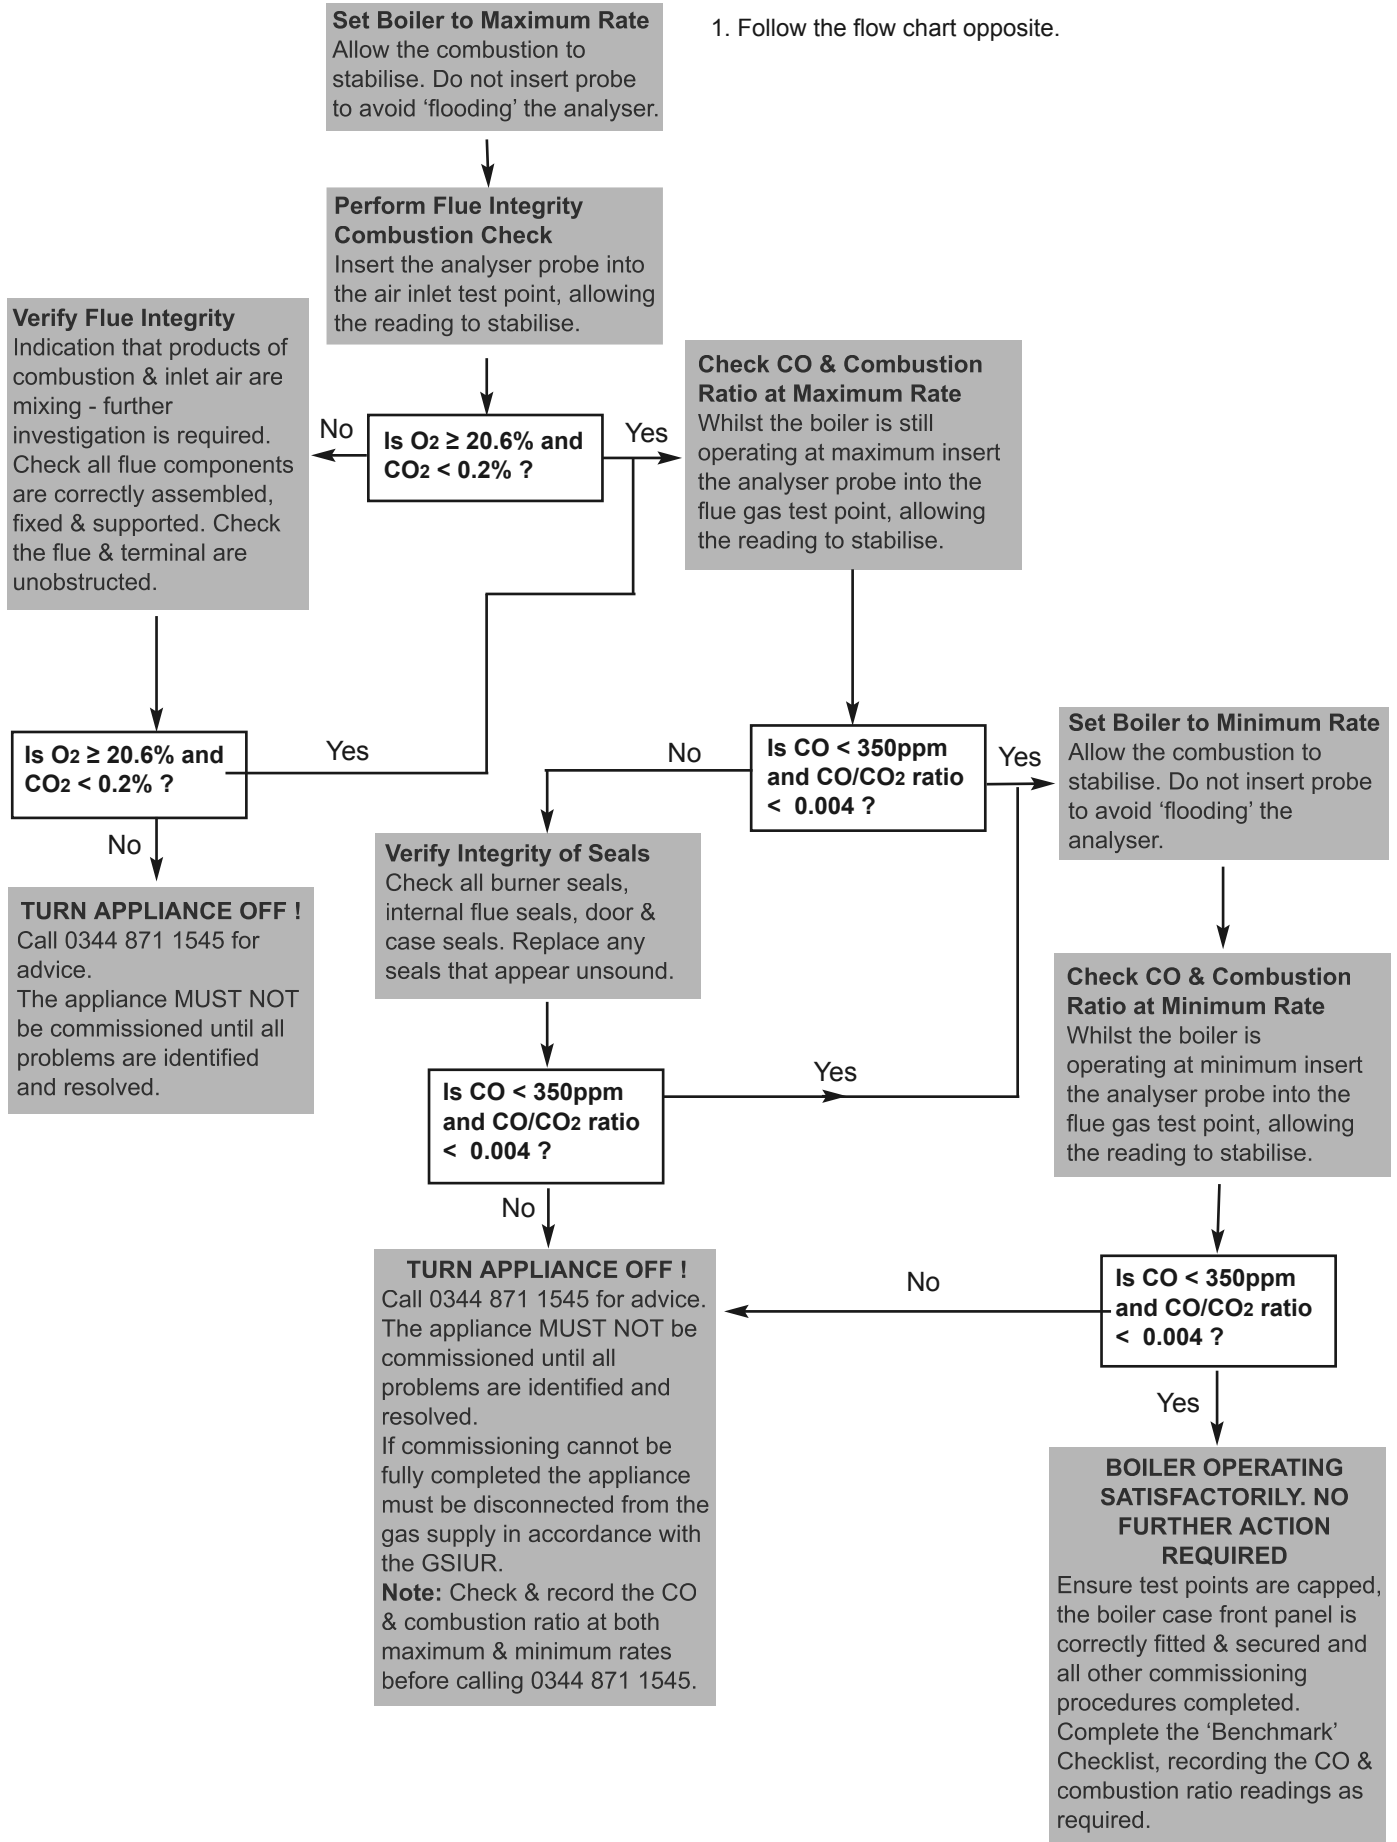 Set Boiler to Maximum Rate
Allow the combustion to
stabilise. Do not insert probe
to avoid ‘flooding’ the analyser.
1. Follow the flow chart opposite.
Perform Flue Integrity
Combustion Check
Insert the analyser probe into
the air inlet test point, allowing
the reading to stabilise.
Verify Flue Integrity
Indication that products of
combustion & inlet air are
mixing - further
investigation is required.
Check all flue components
are correctly assembled,
fixed & supported. Check
the flue & terminal are
unobstructed.
No
Is O2 ≥ 20.6% and
CO2 < 0.2% ?
Yes
Check CO & Combustion
Ratio at Maximum Rate
Whilst the boiler is still
operating at maximum insert
the analyser probe into the
flue gas test point, allowing
the reading to stabilise.
Is O2 ≥ 20.6% and
CO2 < 0.2% ?
Yes
No
TURN APPLIANCE OFF !
Call 0344 871 1545 for
advice.
The appliance MUST NOT
be commissioned until all
problems are identified
and resolved.
No
Is CO < 350ppm
and CO/CO2 ratio
< 0.004 ?
Yes
Set Boiler to Minimum Rate
Allow the combustion to
stabilise. Do not insert probe
to avoid ‘flooding’ the
analyser.
Verify Integrity of Seals
Check all burner seals,
internal flue seals, door &
case seals. Replace any
seals that appear unsound.
Check CO & Combustion
Ratio at Minimum Rate
Whilst the boiler is
operating at minimum insert
the analyser probe into the
flue gas test point, allowing
the reading to stabilise.
Is CO < 350ppm
and CO/CO2 ratio
< 0.004 ?
Yes
No
TURN APPLIANCE OFF !
Call 0344 871 1545 for advice.
The appliance MUST NOT be
commissioned until all
problems are identified and
resolved.
If commissioning cannot be
fully completed the appliance
must be disconnected from the
gas supply in accordance with
the GSIUR.
Note: Check & record the CO
& combustion ratio at both
maximum & minimum rates
before calling 0344 871 1545.
No
Is CO < 350ppm
and CO/CO2 ratio
< 0.004 ?
Yes
BOILER OPERATING
SATISFACTORILY. NO
FURTHER ACTION
REQUIRED
Ensure test points are capped,
the boiler case front panel is
correctly fitted & secured and
all other commissioning
procedures completed.
Complete the ‘Benchmark’
Checklist, recording the CO &
combustion ratio readings as
required.